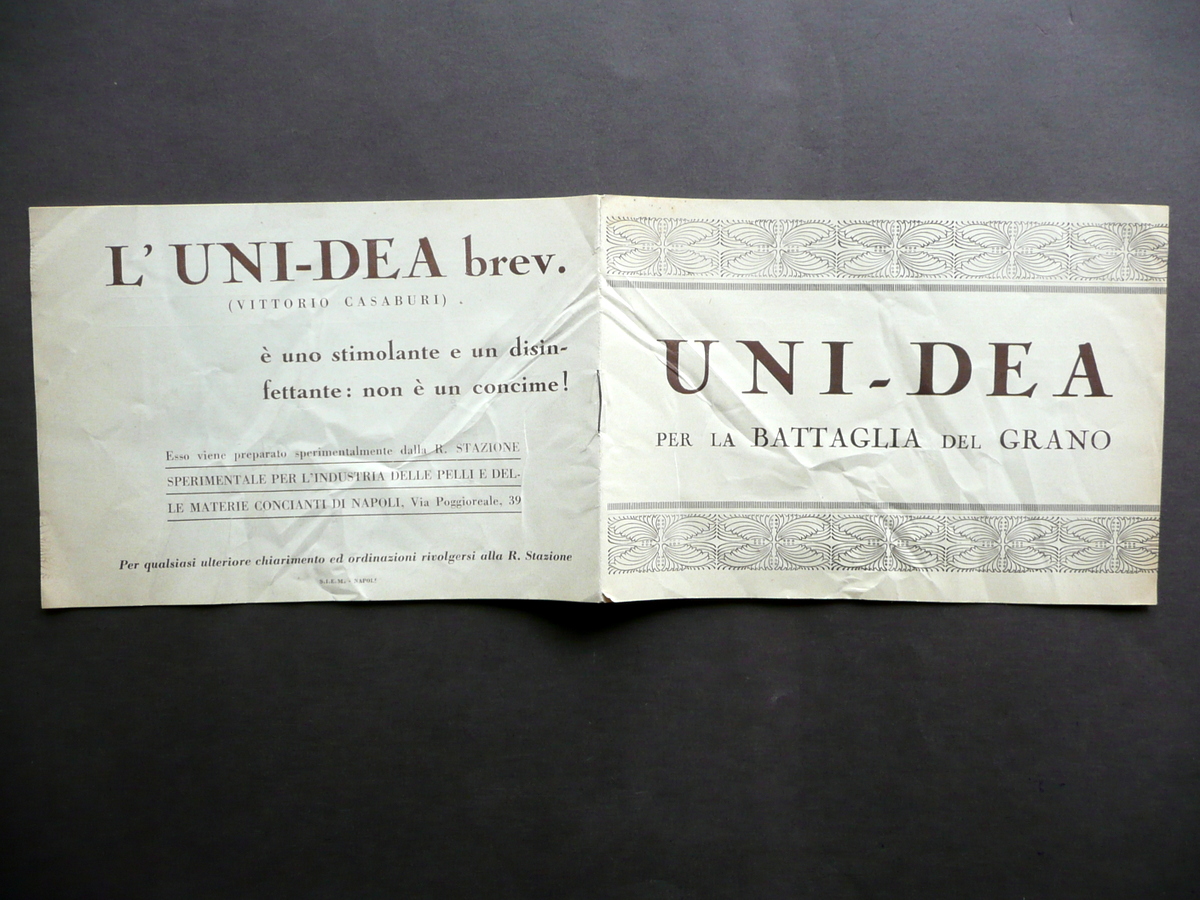 L' UNI-DEA brev.
(VITTORIO CASABURI) .
è uno stimolante e un disin-
fettante: non è un concime!
Esso viene preparato sperimentalmente dalla R. STAZIONE
SPERIMENTALE PER L'INDUSTRIA DELLE PELLI E DEL-
LE MATERIE CONCIANTI DI NAPOLI, Via Poggioreale, 39
Per qualsiasi ulteriore chiarimento ed ordinazioni rivolgersi alla R. Stazione
S.I.E.M. - NAPOLI
UNI-DEA
PER LA BATTAGLIA DEL GRANO